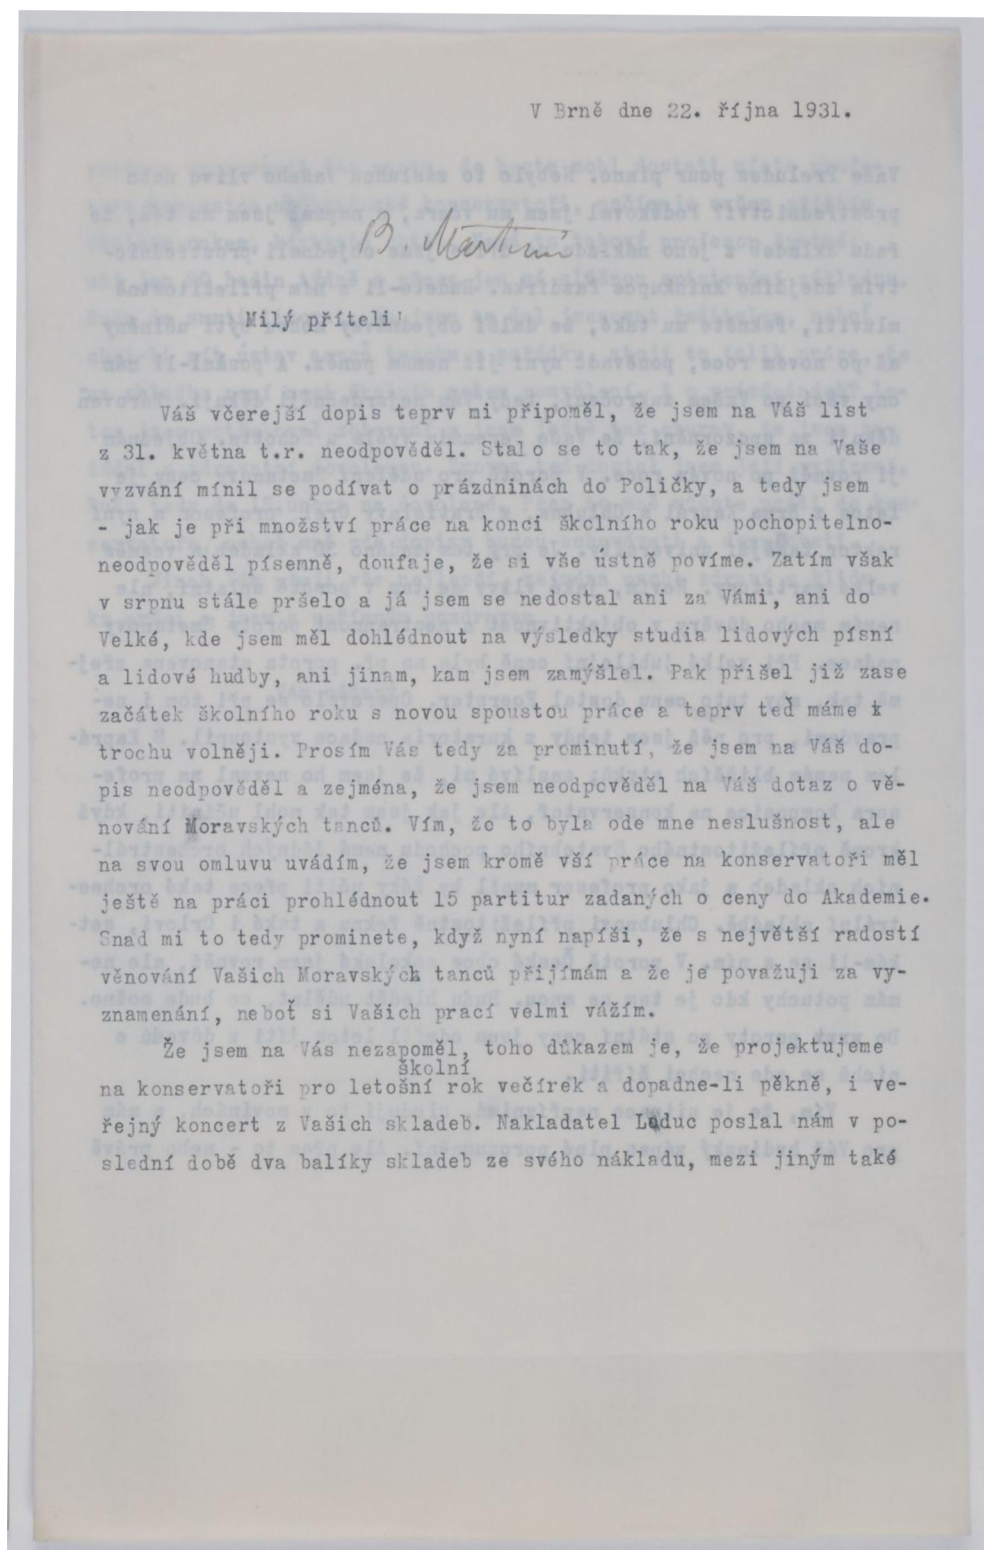 V Brně dne 22. října 1931.
B. Martinů
Milý příteli!
Váš včerejší dopis teprv mi připoměl, že jsem na Váš list
z 31. května t.r. neodpověděl. Stalo se to tak, že jsem na Vaše
vyzvání mínil se podívat o prázdninách do Poličky, a tedy jsem
- jak je při množství práce na konci školního roku pochopitelno-
neodpověděl písemně, doufaje, že si vše ústně povíme. Zatím však
v srpnu stále pršelo a já jsem se nedostal ani za Vámi, ani do
Velké, kde jsem měl dohlédnout na výsledky studia lidových písní
a lidové hudby, ani jinam, kam jsem zamýšlel. Pak přišel již zase
začátek školního roku s novou spoustou práce a teprv teď máme t
trochu volněji. Prosím Vás tedy za prominutí, že jsem na Váš do-
pis neodpověděl a zejména, že jsem neodpověděl na Váš dotaz o vě-
nování Moravských tanců. Vím, že to byla ode mne neslušnost, ale
na svou omluvu uvádím, že jsem kromě vší práce na konservatoři měl
ještě na práci prohlédnout 15 partitur zadaných o ceny do Akademie.
Snad mi to tedy prominete, když nyní napíši, že s největší radostí
věnování Vašich Moravských tanců přijímám a že je považuji za vy-
znamenání, neboť si Vašich prací velmi vážím.
Že jsem na Vás nezapoměl, toho důkazem je, že projektujeme
školní
na konservatoři pro letošní rok večírek a dopadne-li pěkně, i ve-
řejný koncert z Vašich skladeb. Nakladatel Leduc poslal nám v po-
slední době dva balíky skladeb ze svého nákladu, mezi jiným také